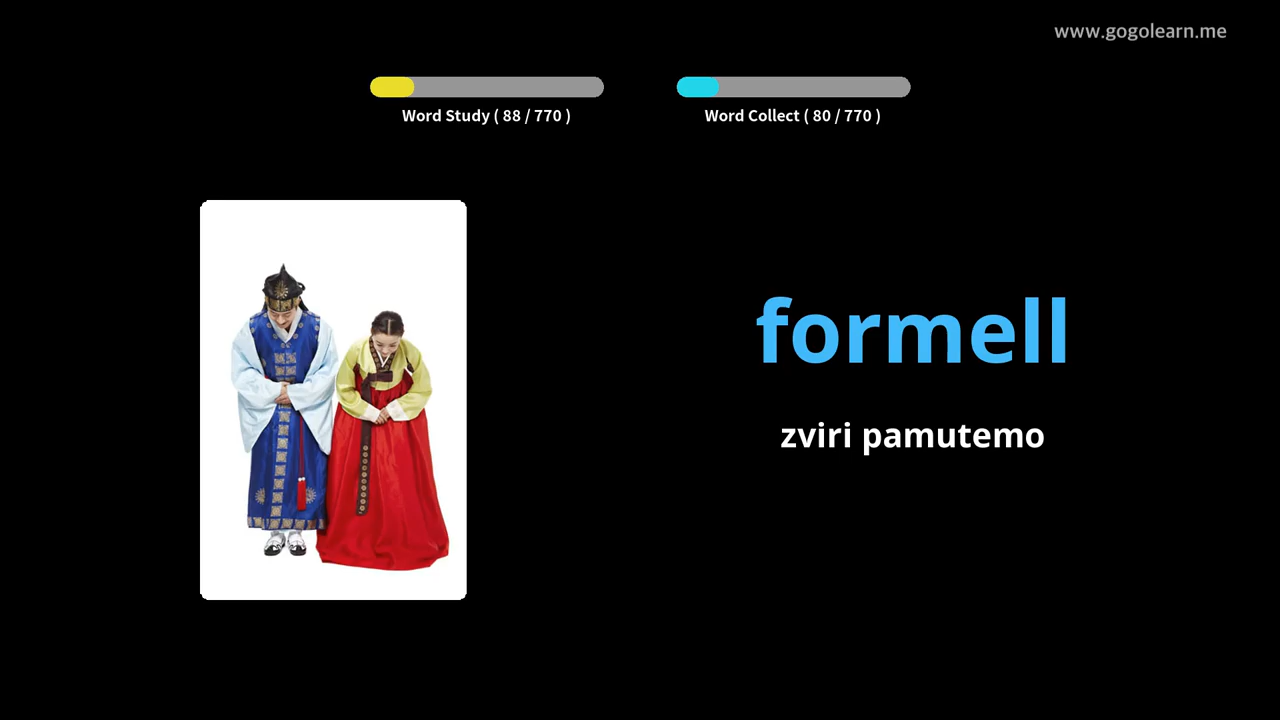 www.gogolearn.me
Word Study ( 88 / 770 )
Word Collect ( 80 / 770 )
formell
zviri pamutemo